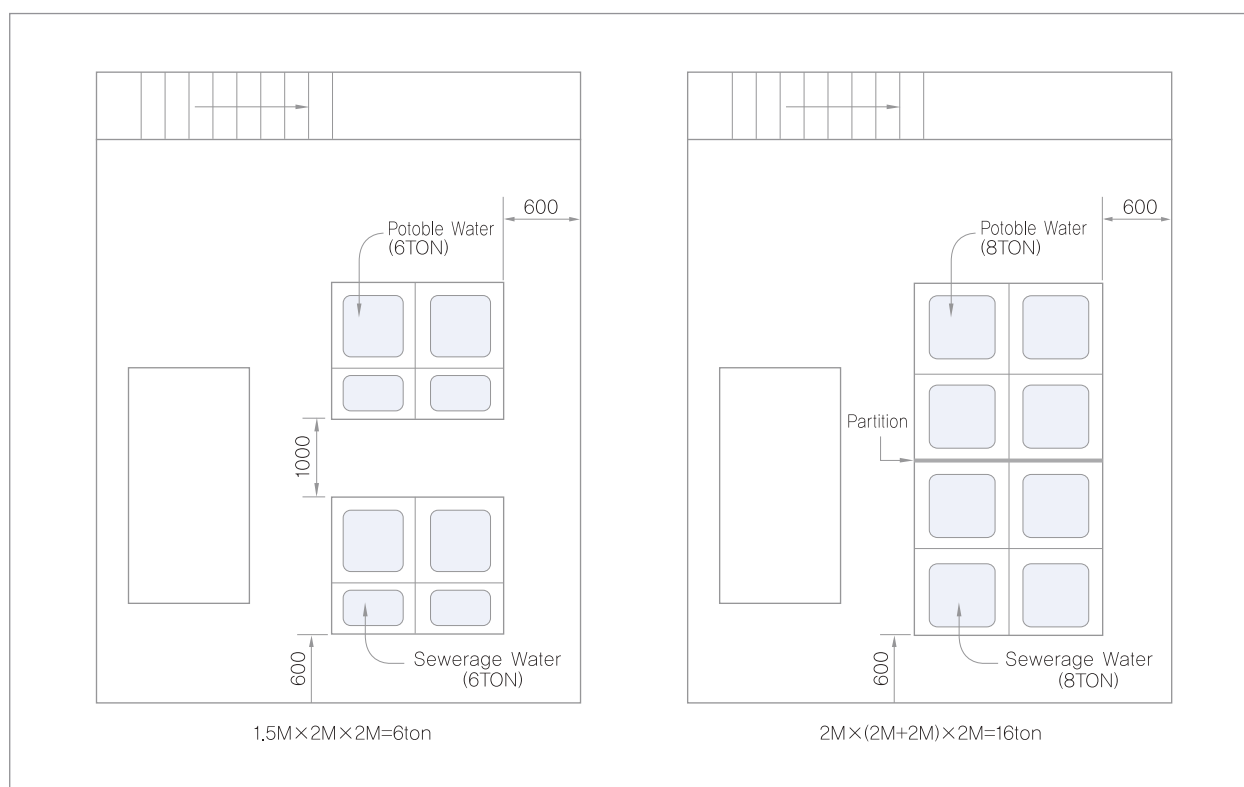 600
Potoble Water
(6TON)
1000
600
Sewerage Water
(6TON)
1.5M×2M×2M=6ton
600
Potoble Water
(8TON)
Partition
600
Sewerage Water
(8TON)
2M×(2M+2M)×2M=16ton